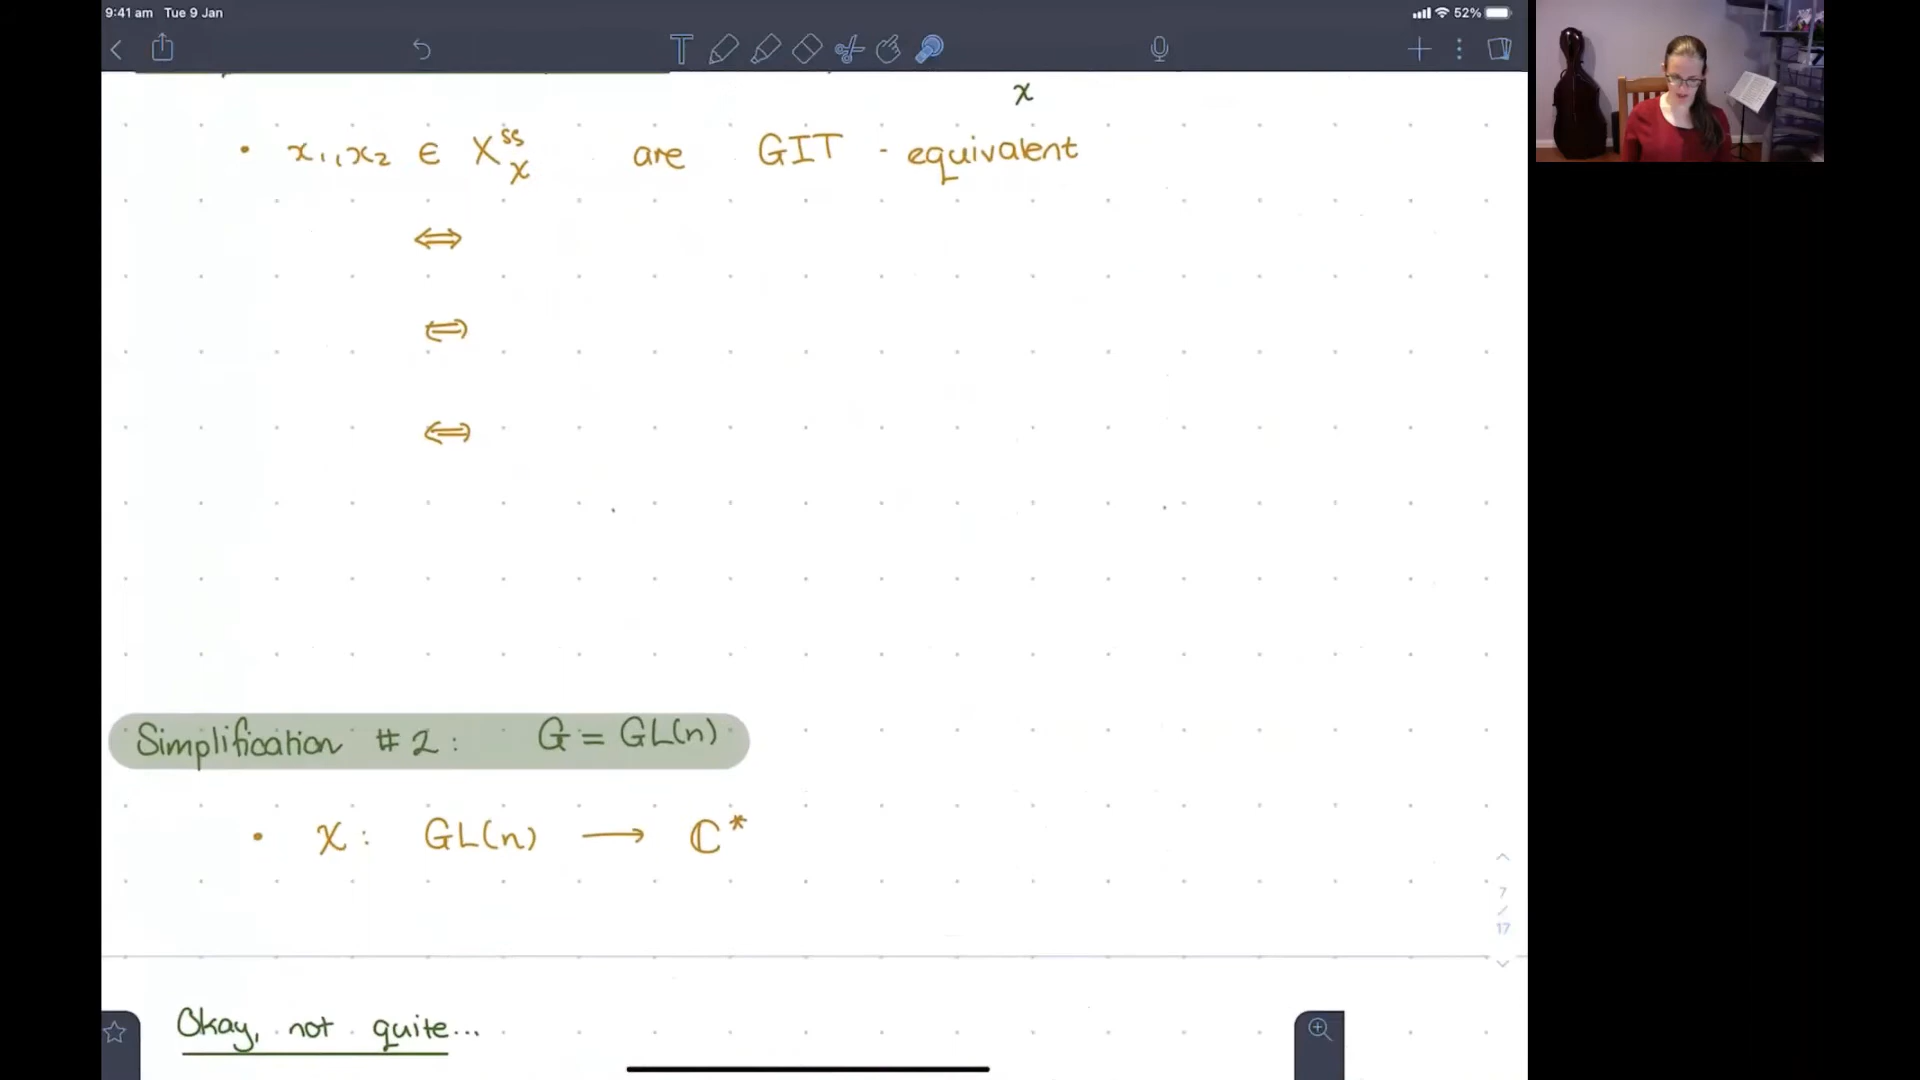 9:41 am Tue 9 Jan
52%
T
χ
• x₁,x₂ ∈ X^ss_χ are GIT - equivalent
⇔
⇔
⇔
Simplification #2: G = GL(n)
• χ: GL(n) ⟶ ℂ*
7
/
17
Okay, not quite...